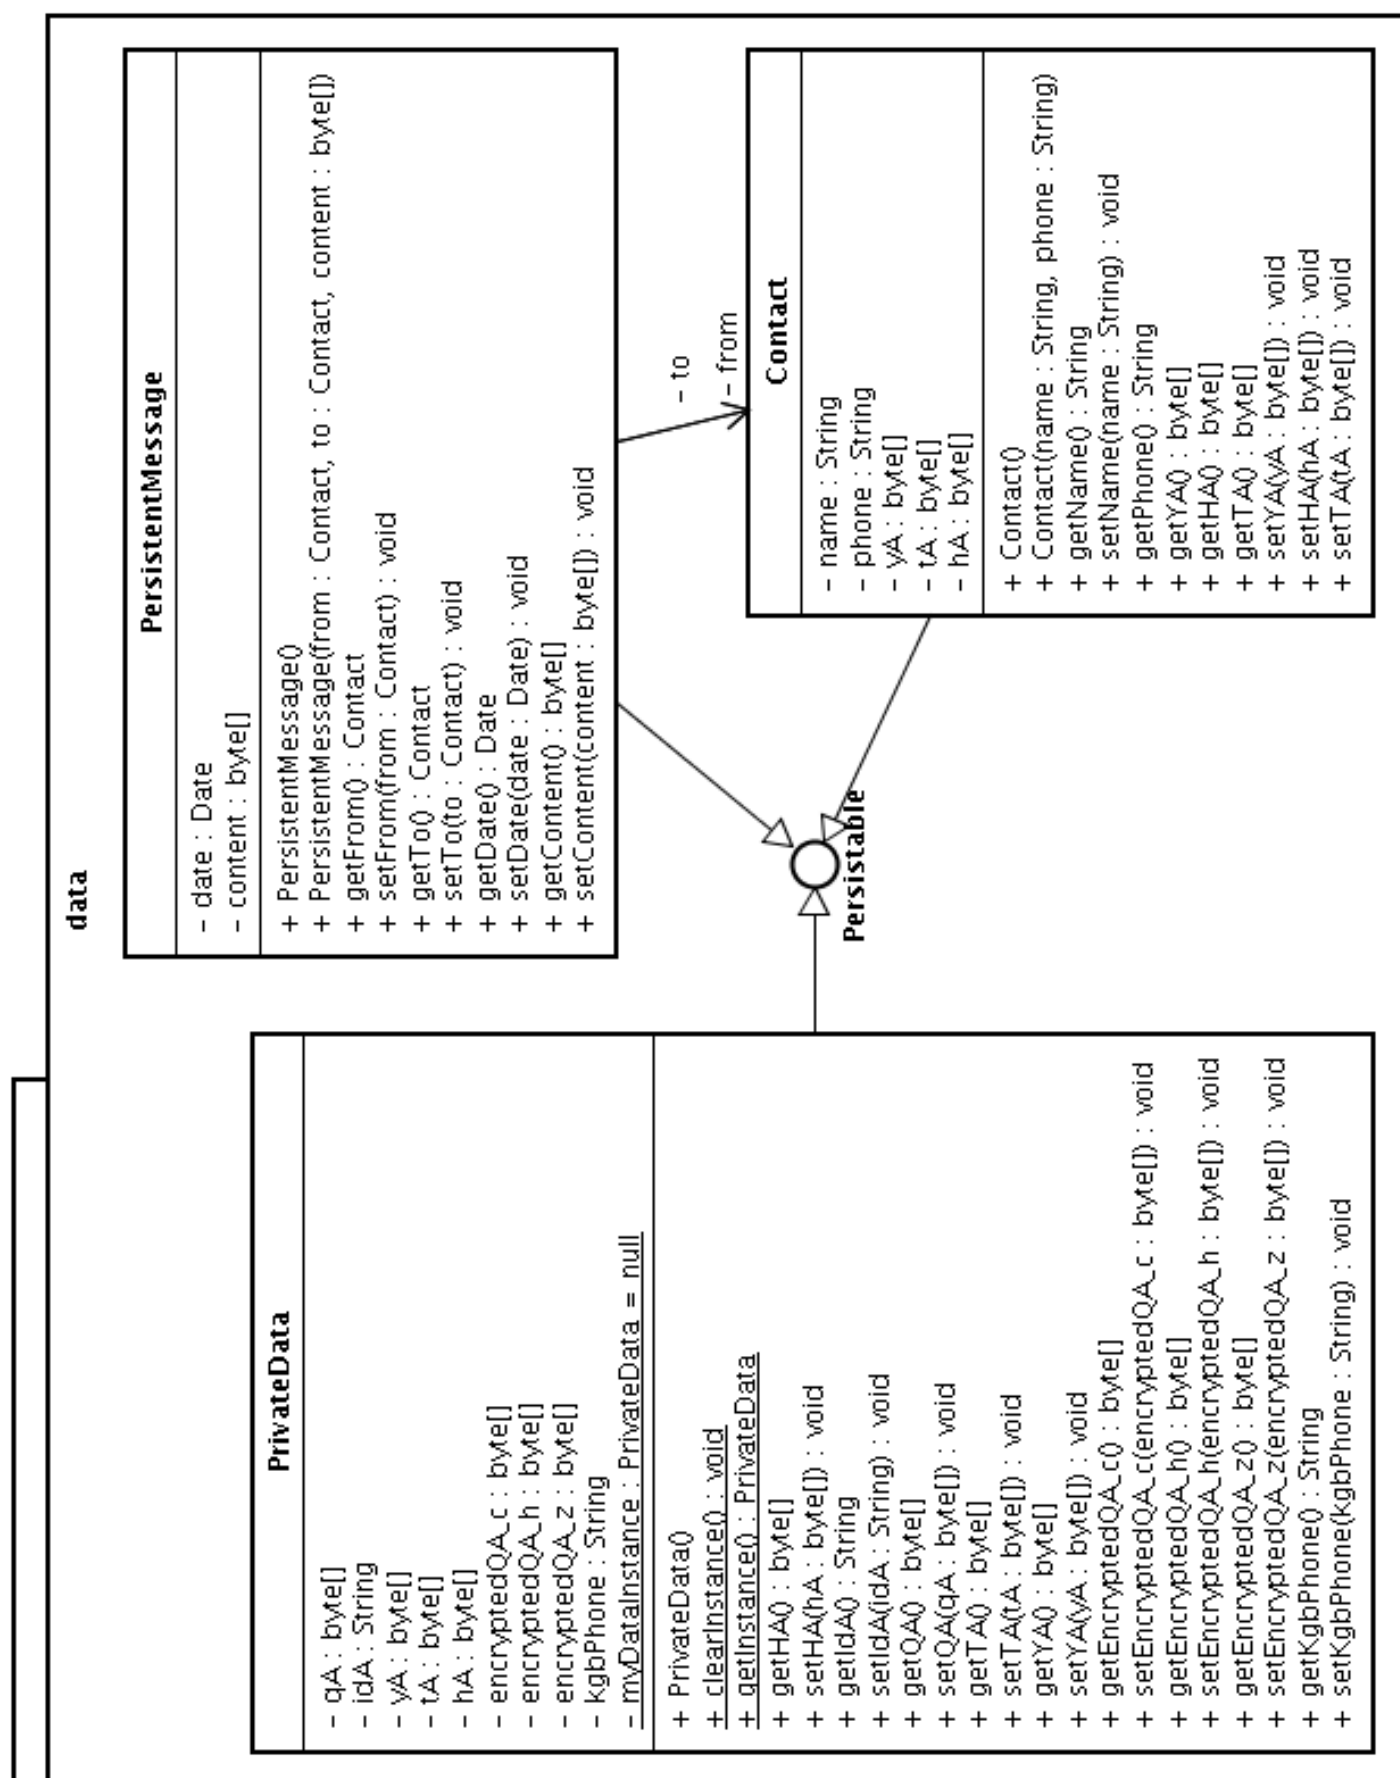 data
PrivateData
- qA : byte[]
- idA : String
- yA : byte[]
- tA : byte[]
- hA : byte[]
- encryptedQA_c : byte[]
- encryptedQA_h : byte[]
- encryptedQA_z : byte[]
- kgbPhone : String
- myDataInstance : PrivateData = null
+ PrivateData()
+ clearInstance() : void
+ getInstance() : PrivateData
+ getHA() : byte[]
+ setHA(hA : byte[]) : void
+ getIdA() : String
+ setIdA(idA : String) : void
+ getQA() : byte[]
+ setQA(qA : byte[]) : void
+ getTA() : byte[]
+ setTA(tA : byte[]) : void
+ getYA() : byte[]
+ setYA(yA : byte[]) : void
+ getEncryptedQA_c() : byte[]
+ setEncryptedQA_c(encryptedQA_c : byte[]) : void
+ getEncryptedQA_h() : byte[]
+ setEncryptedQA_h(encryptedQA_h : byte[]) : void
+ getEncryptedQA_z() : byte[]
+ setEncryptedQA_z(encryptedQA_z : byte[]) : void
+ getKgbPhone() : String
+ setKgbPhone(kgbPhone : String) : void
PersistentMessage
- date : Date
- content : byte[]
+ PersistentMessage()
+ PersistentMessage(from : Contact, to : Contact, content : byte[])
+ getFrom() : Contact
+ setFrom(from : Contact) : void
+ getTo() : Contact
+ setTo(to : Contact) : void
+ getDate() : Date
+ setDate(date : Date) : void
+ getContent() : byte[]
+ setContent(content : byte[]) : void
- to
- from
Persistable
Contact
- name : String
- phone : String
- yA : byte[]
- tA : byte[]
- hA : byte[]
+ Contact()
+ Contact(name : String, phone : String)
+ getName() : String
+ setName(name : String) : void
+ getPhone() : String
+ getYA() : byte[]
+ getHA() : byte[]
+ getTA() : byte[]
+ setYA(yA : byte[]) : void
+ setHA(hA : byte[]) : void
+ setTA(tA : byte[]) : void